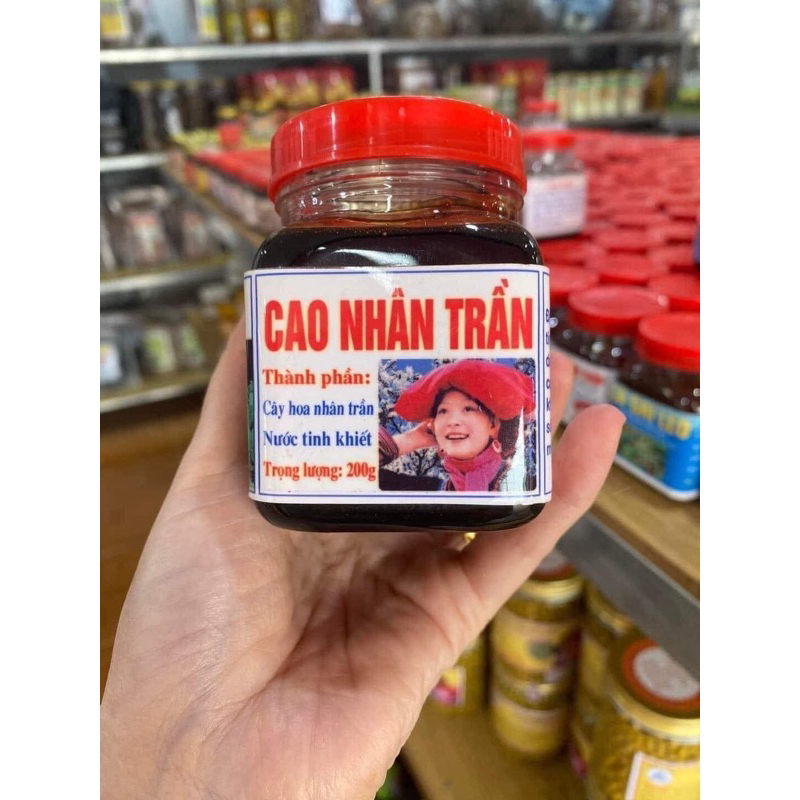 CAO NHÂN TRẦN
Thành phần:
Cây hoa nhân trần
Nước tinh khiết
Trọng lượng: 200g